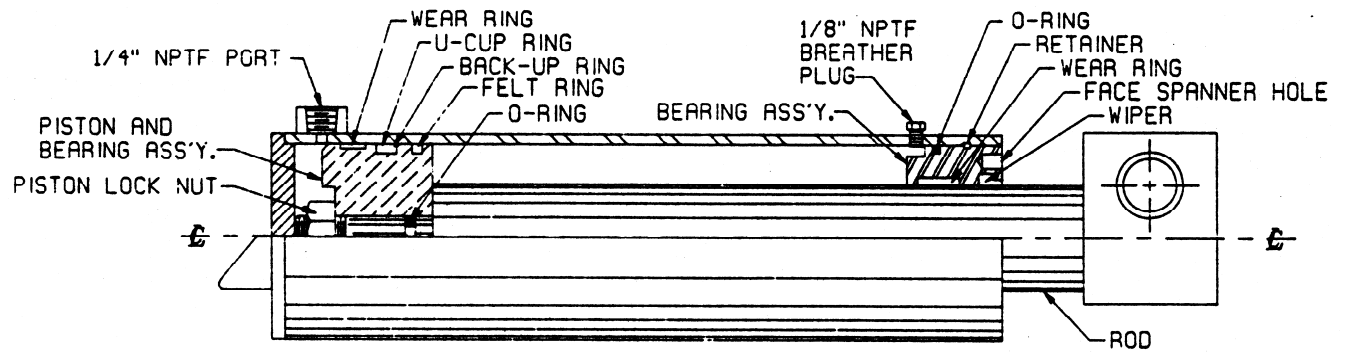 WEAR RING
U-CUP RING
BACK-UP RING
FELT RING
O-RING
1/4" NPTF PORT
PISTON AND
BEARING ASS'Y.
PISTON LOCK NUT
1/8" NPTF
BREATHER
PLUG
BEARING ASS'Y.
O-RING
RETAINER
WEAR RING
FACE SPANNER HOLE
WIPER
℄
℄
ROD